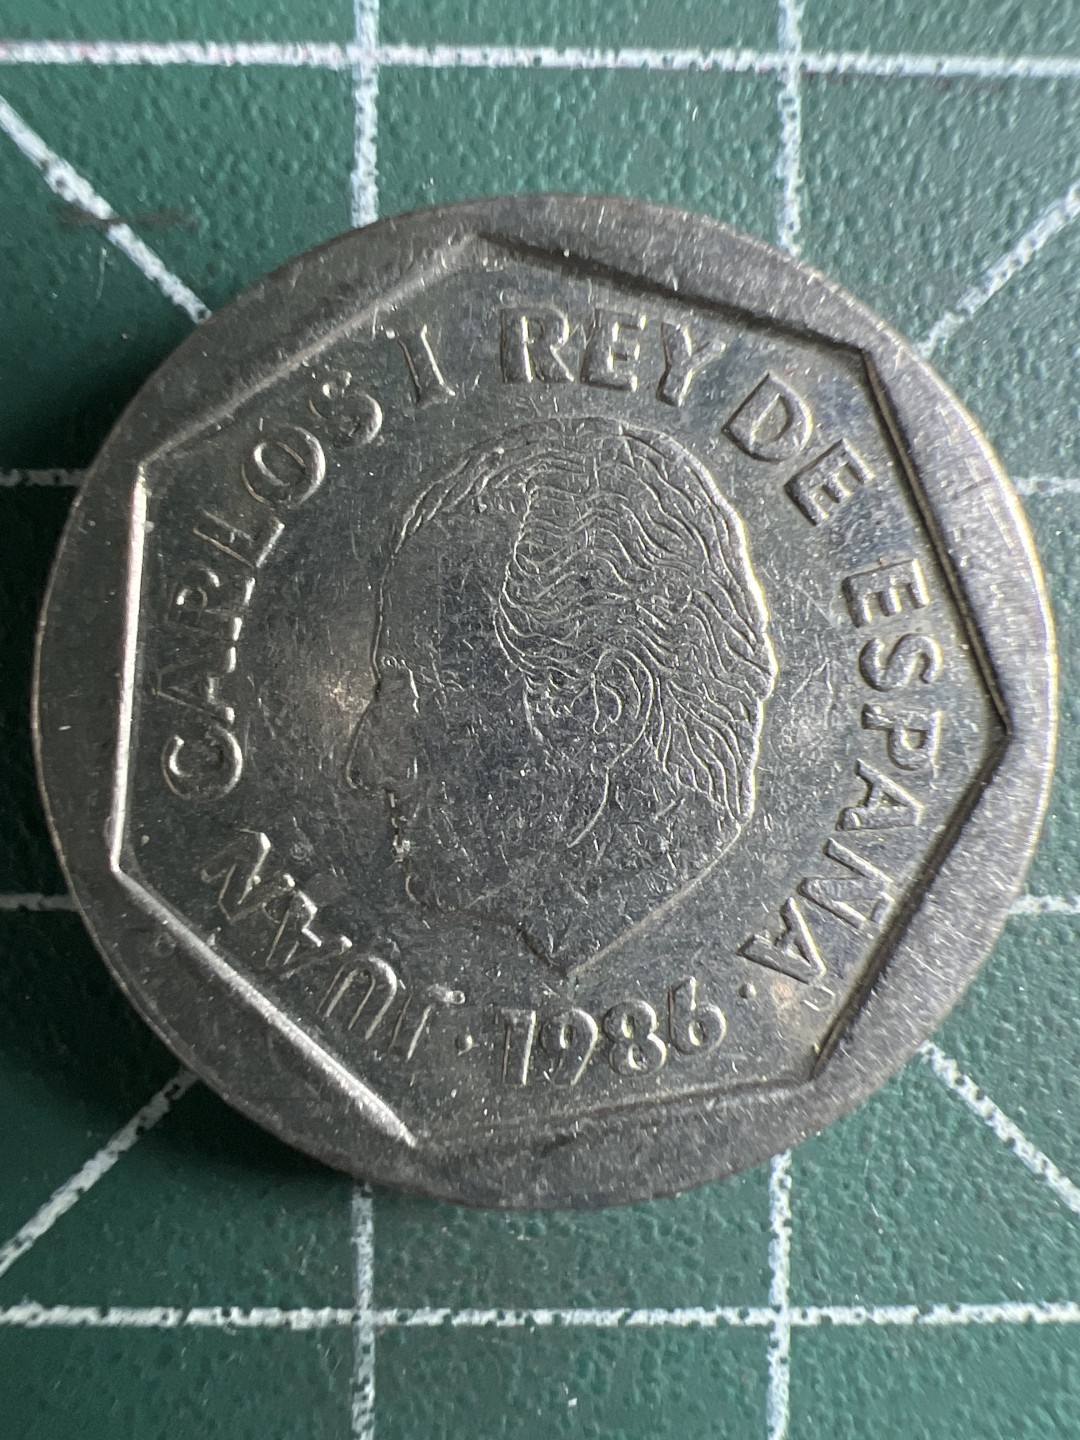 JUAN CARLOS I REY DE ESPAÑA
· 1986 ·